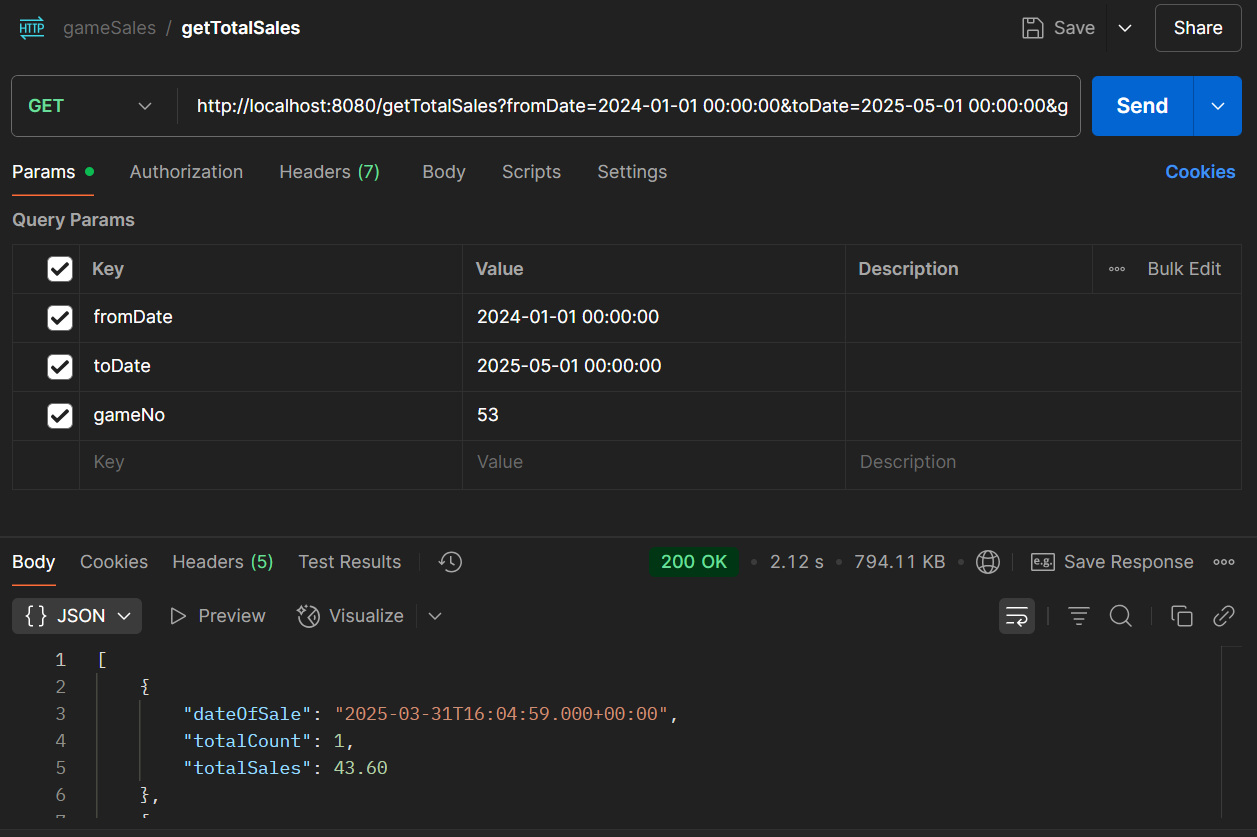 HTTP gameSales / getTotalSales Save Share
GET http://localhost:8080/getTotalSales?fromDate=2024-01-01 00:00:00&toDate=2025-05-01 00:00:00&g Send
Params Authorization Headers (7) Body Scripts Settings Cookies
Query Params
Key Value Description Bulk Edit
fromDate 2024-01-01 00:00:00
toDate 2025-05-01 00:00:00
gameNo 53
Key Value Description
Body Cookies Headers (5) Test Results 200 OK • 2.12 s • 794.11 KB • e.g. Save Response
{} JSON Preview Visualize
1 [
2 {
3 "dateOfSale": "2025-03-31T16:04:59.000+00:00",
4 "totalCount": 1,
5 "totalSales": 43.60
6 },